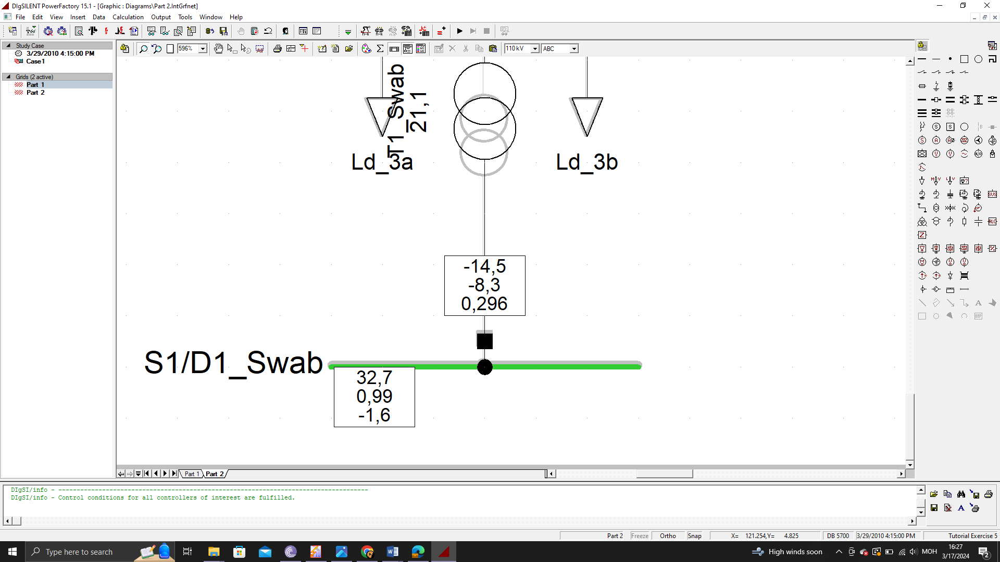 DIgSILENT PowerFactory 15.1 - [Graphic : Diagrams\Part 2.IntGrfnet]
File Edit View Insert Data Calculation Output Tools Window Help
596%
110 kV
ABC
Study Case
3/29/2010 4:15:00 PM
Case1
Grids (2 active)
Part 1
Part 2
T1_Swab
21,1
Ld_3a
Ld_3b
-14,5
-8,3
0,296
S1/D1_Swab
32,7
0,99
-1,6
Part 1 Part 2
DIgSI/info - -------------------------------------------------------------------------------------
DIgSI/info - Control conditions for all controllers of interest are fulfilled.
Part 2 Freeze Ortho Snap X= 121.254,Y= 4.825 DB 5700 3/29/2010 4:15:00 PM Tutorial Exercise 5
Type here to search
High winds soon
MOH
16:27
3/17/2024
2